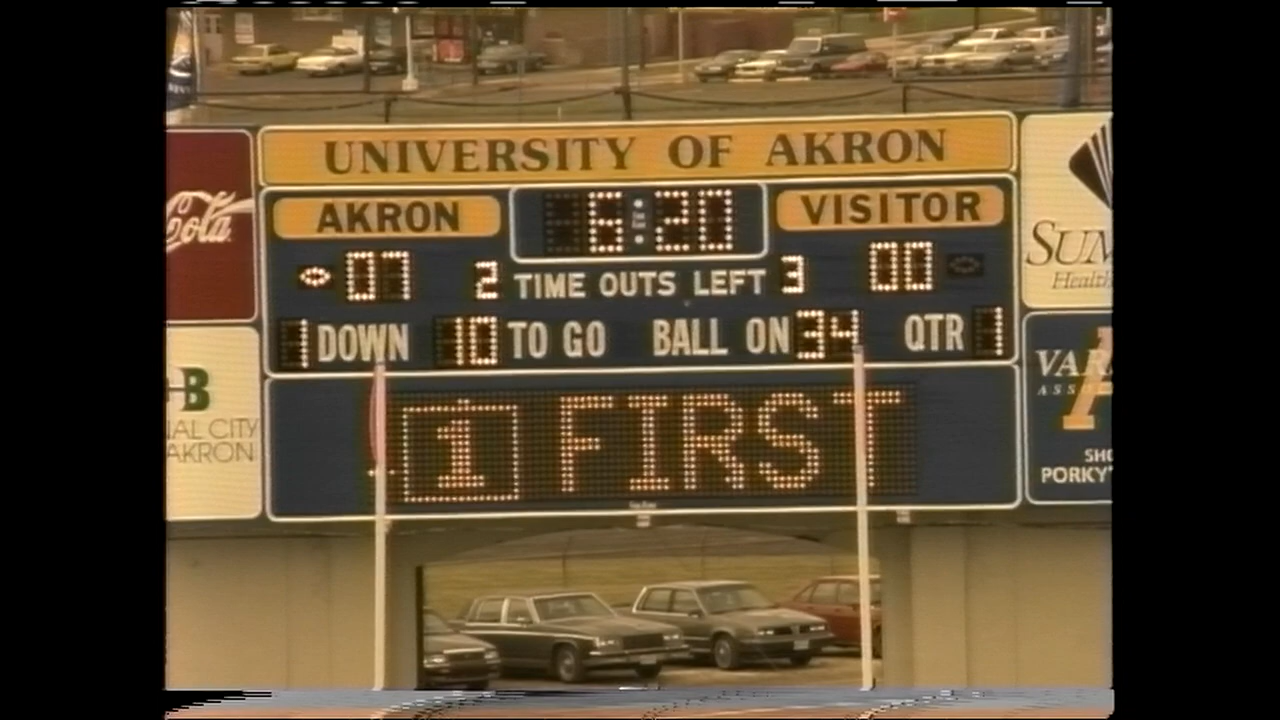 UNIVERSITY OF AKRON
AKRON 6:20 VISITOR
07 2 TIME OUTS LEFT 3 00
1 DOWN 10 TO GO BALL ON 34 QTR 1
1 FIRST
Cola
B
AL CITY
AKRON
SUM
Health
VAR
ASS
A
SHO
PORKY'